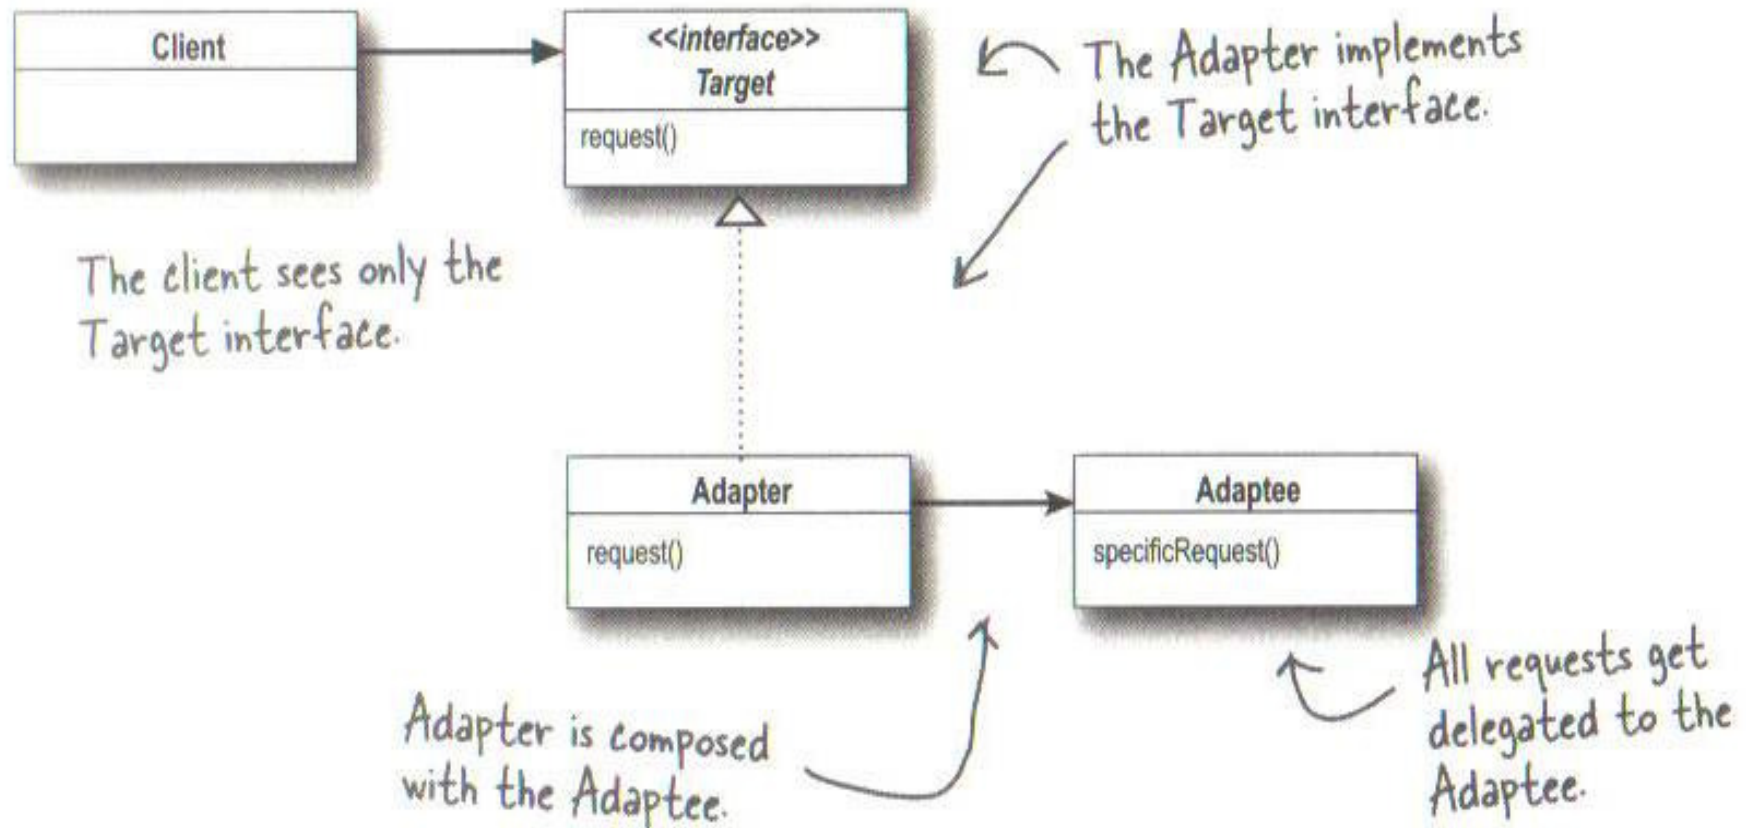 Client
<<interface>>
Target
request()
The Adapter implements
the Target interface.
The client sees only the
Target interface.
Adapter
request()
Adaptee
specificRequest()
Adapter is composed
with the Adaptee.
All requests get
delegated to the
Adaptee.